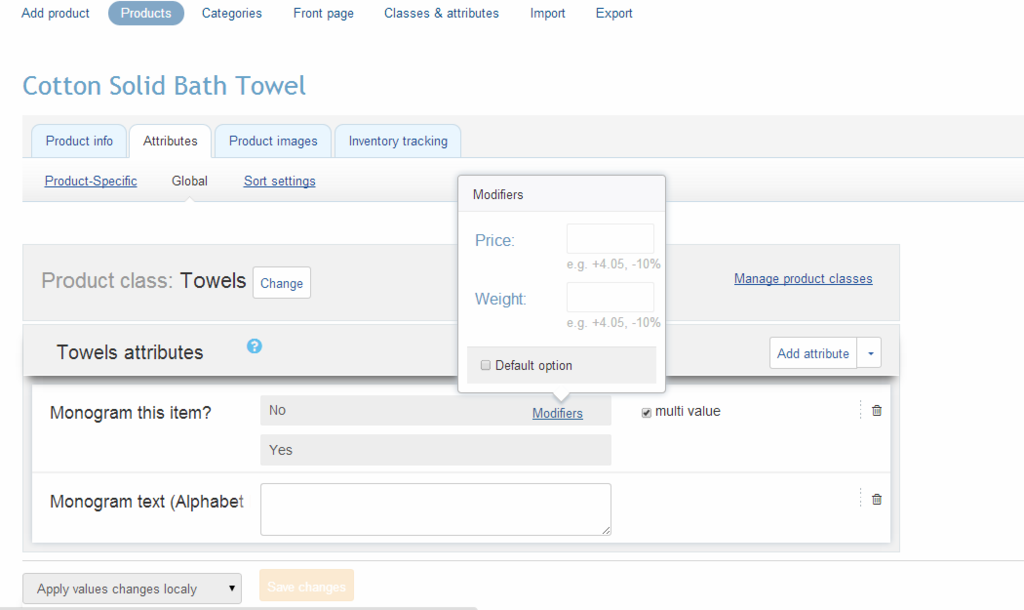 Add product Products Categories Front page Classes & attributes Import Export
Cotton Solid Bath Towel
Product info Attributes Product images Inventory tracking
Product-Specific Global Sort settings
Modifiers
Price:
e.g. +4.05, -10%
Weight:
e.g. +4.05, -10%
Default option
Product class: Towels Change Manage product classes
Towels attributes ? Add attribute
Monogram this item? No Modifiers multi value
Yes
Monogram text (Alphabet
Apply values changes localy Save changes